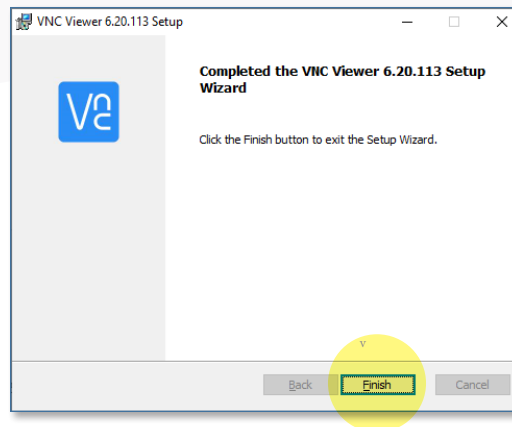 VNC Viewer 6.20.113 Setup
Completed the VNC Viewer 6.20.113 Setup
Wizard
Click the Finish button to exit the Setup Wizard.
v
Back Finish Cancel